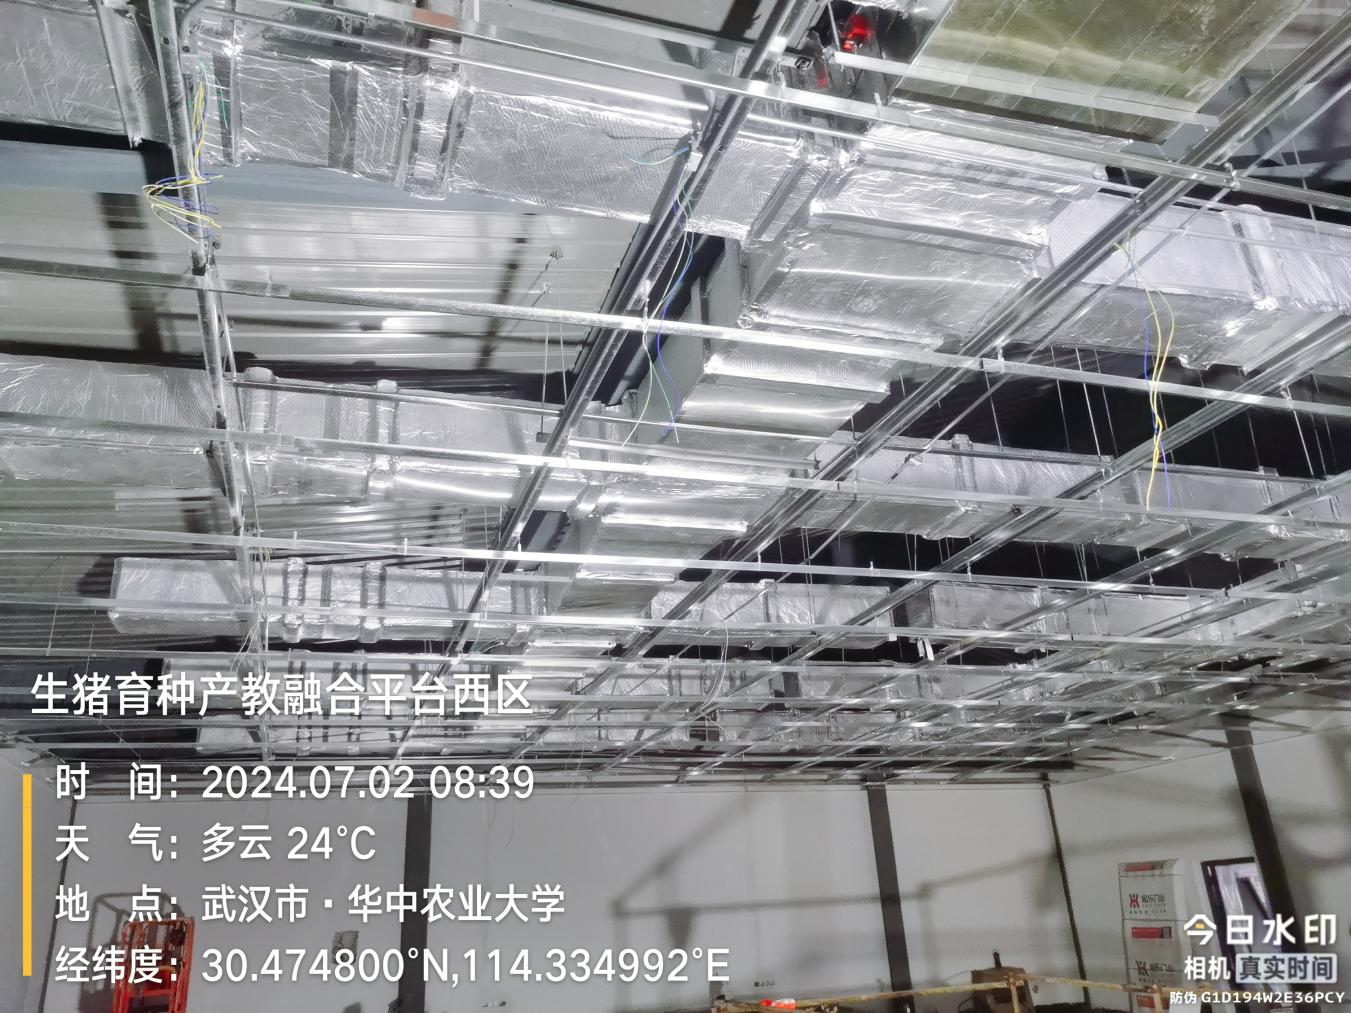 生猪育种产教融合平台西区
时 间：2024.07.02 08:39
天 气：多云 24°C
地 点：武汉市·华中农业大学
经纬度：30.474800°N,114.334992°E
今日水印
相机 真实时间
防伪 G1D194W2E36PCY